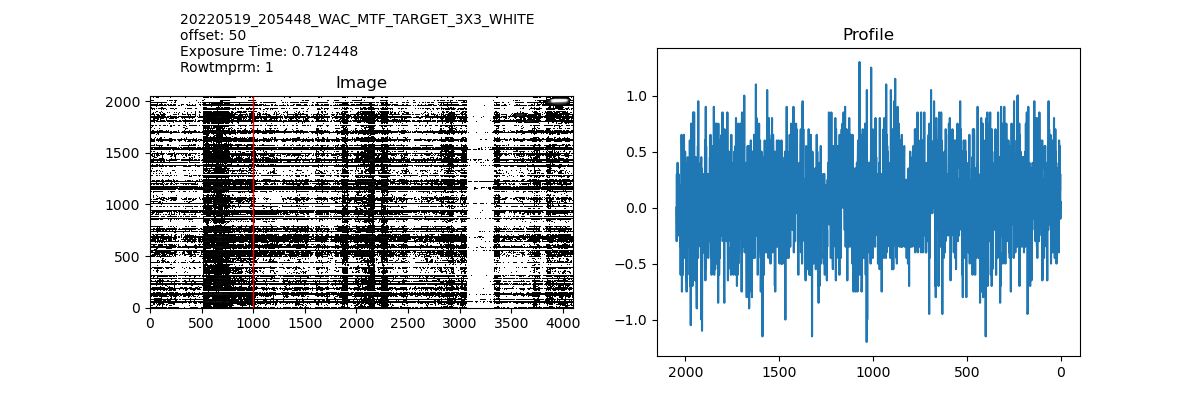 20220519_205448_WAC_MTF_TARGET_3X3_WHITE
offset: 50
Exposure Time: 0.712448
Rowtmprm: 1
Image
2000
1500
1000
500
0
0 500 1000 1500 2000 2500 3000 3500 4000
Profile
1.0
0.5
0.0
−0.5
−1.0
2000 1500 1000 500 0